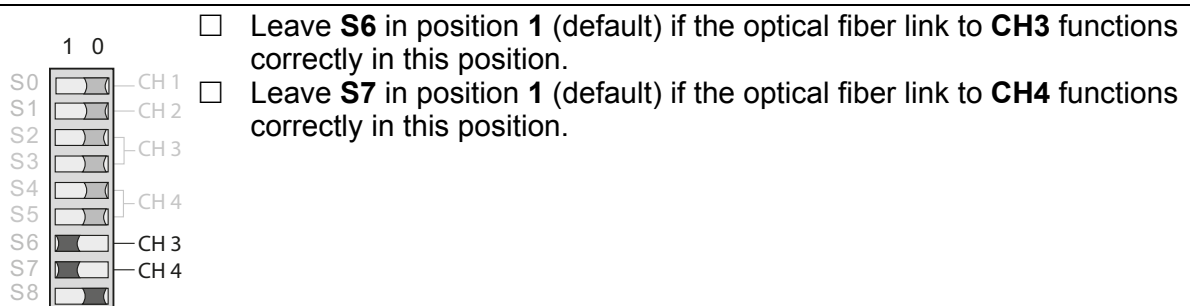 ☐ Leave S6 in position 1 (default) if the optical fiber link to CH3 functions
correctly in this position.
☐ Leave S7 in position 1 (default) if the optical fiber link to CH4 functions
correctly in this position.
1 0
S0 CH 1
S1 CH 2
S2
S3
CH 3
S4
S5
CH 4
S6 CH 3
S7 CH 4
S8